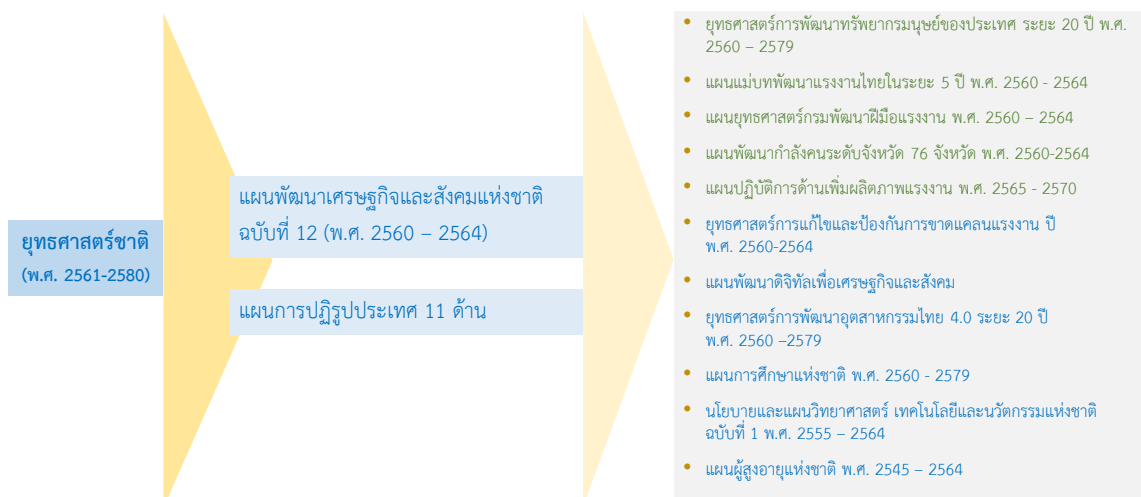 ยุทธศาสตร์ชาติ
(พ.ศ. 2561-2580)
แผนพัฒนาเศรษฐกิจและสังคมแห่งชาติ
ฉบับที่ 12 (พ.ศ. 2560 – 2564)
แผนการปฏิรูปประเทศ 11 ด้าน
• ยุทธศาสตร์การพัฒนาทรัพยากรมนุษย์ของประเทศ ระยะ 20 ปี พ.ศ.
2560 – 2579
• แผนแม่บทพัฒนาแรงงานไทยในระยะ 5 ปี พ.ศ. 2560 - 2564
• แผนยุทธศาสตร์กรมพัฒนาฝีมือแรงงาน พ.ศ. 2560 – 2564
• แผนพัฒนากำลังคนระดับจังหวัด 76 จังหวัด พ.ศ. 2560-2564
• แผนปฏิบัติการด้านเพิ่มผลิตภาพแรงงาน พ.ศ. 2565 - 2570
• ยุทธศาสตร์การแก้ไขและป้องกันการขาดแคลนแรงงาน ปี
พ.ศ. 2560-2564
• แผนพัฒนาดิจิทัลเพื่อเศรษฐกิจและสังคม
• ยุทธศาสตร์การพัฒนาอุตสาหกรรมไทย 4.0 ระยะ 20 ปี
พ.ศ. 2560 –2579
• แผนการศึกษาแห่งชาติ พ.ศ. 2560 - 2579
• นโยบายและแผนวิทยาศาสตร์ เทคโนโลยีและนวัตกรรมแห่งชาติ
ฉบับที่ 1 พ.ศ. 2555 – 2564
• แผนผู้สูงอายุแห่งชาติ พ.ศ. 2545 – 2564